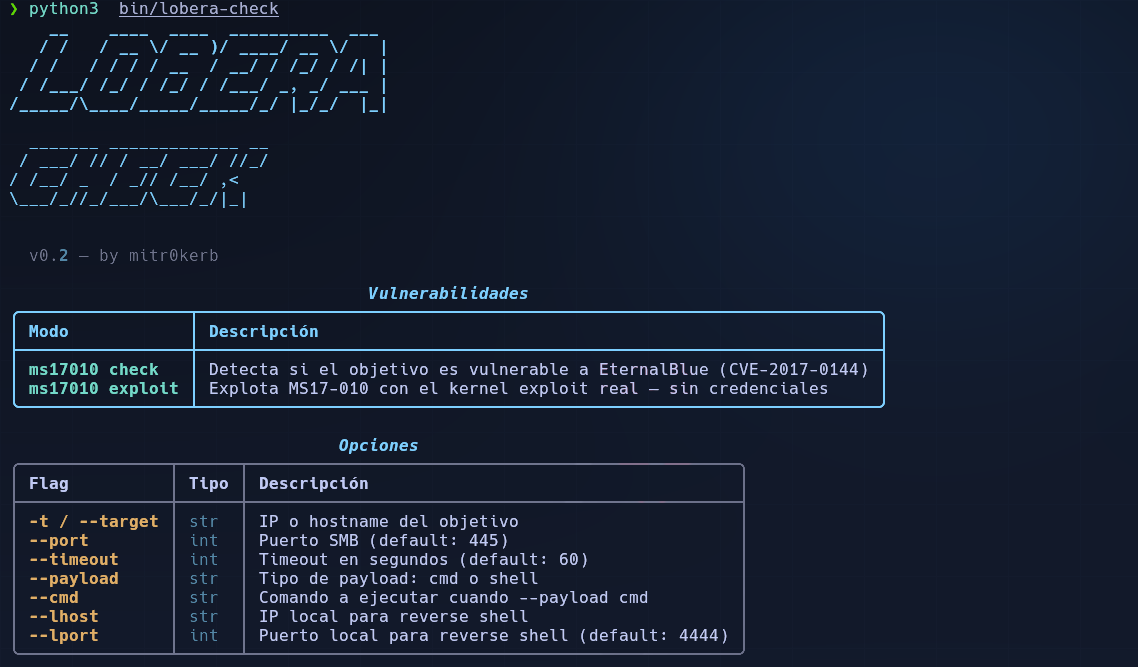 ❯ python3  bin/lobera-check
LOBERA
CHECK
v0.2 — by mitr0kerb
Vulnerabilidades
Modo Descripción
ms17010 check Detecta si el objetivo es vulnerable a EternalBlue (CVE-2017-0144)
ms17010 exploit Explota MS17-010 con el kernel exploit real — sin credenciales
Opciones
Flag Tipo Descripción
-t / --target str IP o hostname del objetivo
--port int Puerto SMB (default: 445)
--timeout int Timeout en segundos (default: 60)
--payload str Tipo de payload: cmd o shell
--cmd str Comando a ejecutar cuando --payload cmd
--lhost str IP local para reverse shell
--lport int Puerto local para reverse shell (default: 4444)